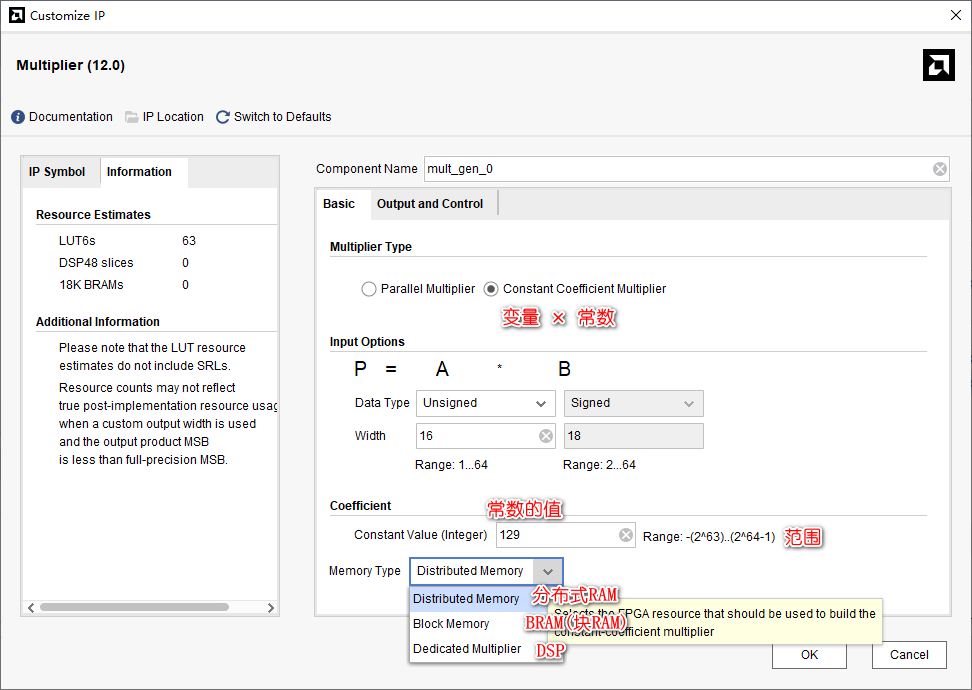 Customize IP
Multiplier (12.0)
Documentation IP Location Switch to Defaults
IP Symbol Information
Resource Estimates
LUT6s 63
DSP48 slices 0
18K BRAMs 0
Additional Information
Please note that the LUT resource
estimates do not include SRLs.
Resource counts may not reflect
true post-implementation resource usag
when a custom output width is used
and the output product MSB
is less than full-precision MSB.
Component Name mult_gen_0
Basic Output and Control
Multiplier Type
Parallel Multiplier Constant Coefficient Multiplier
变量 × 常数
Input Options
P = A * B
Data Type Unsigned Signed
Width 16 18
Range: 1...64 Range: 2...64
Coefficient
常数的值
Constant Value (Integer) 129 Range: -(2^63)..(2^64-1) 范围
Memory Type Distributed Memory
Distributed Memory 分布式RAM
Block Memory BRAM(块RAM)
Dedicated Multiplier DSP
Selects the FPGA resource that should be used to build the
constant-coefficient multiplier
OK Cancel